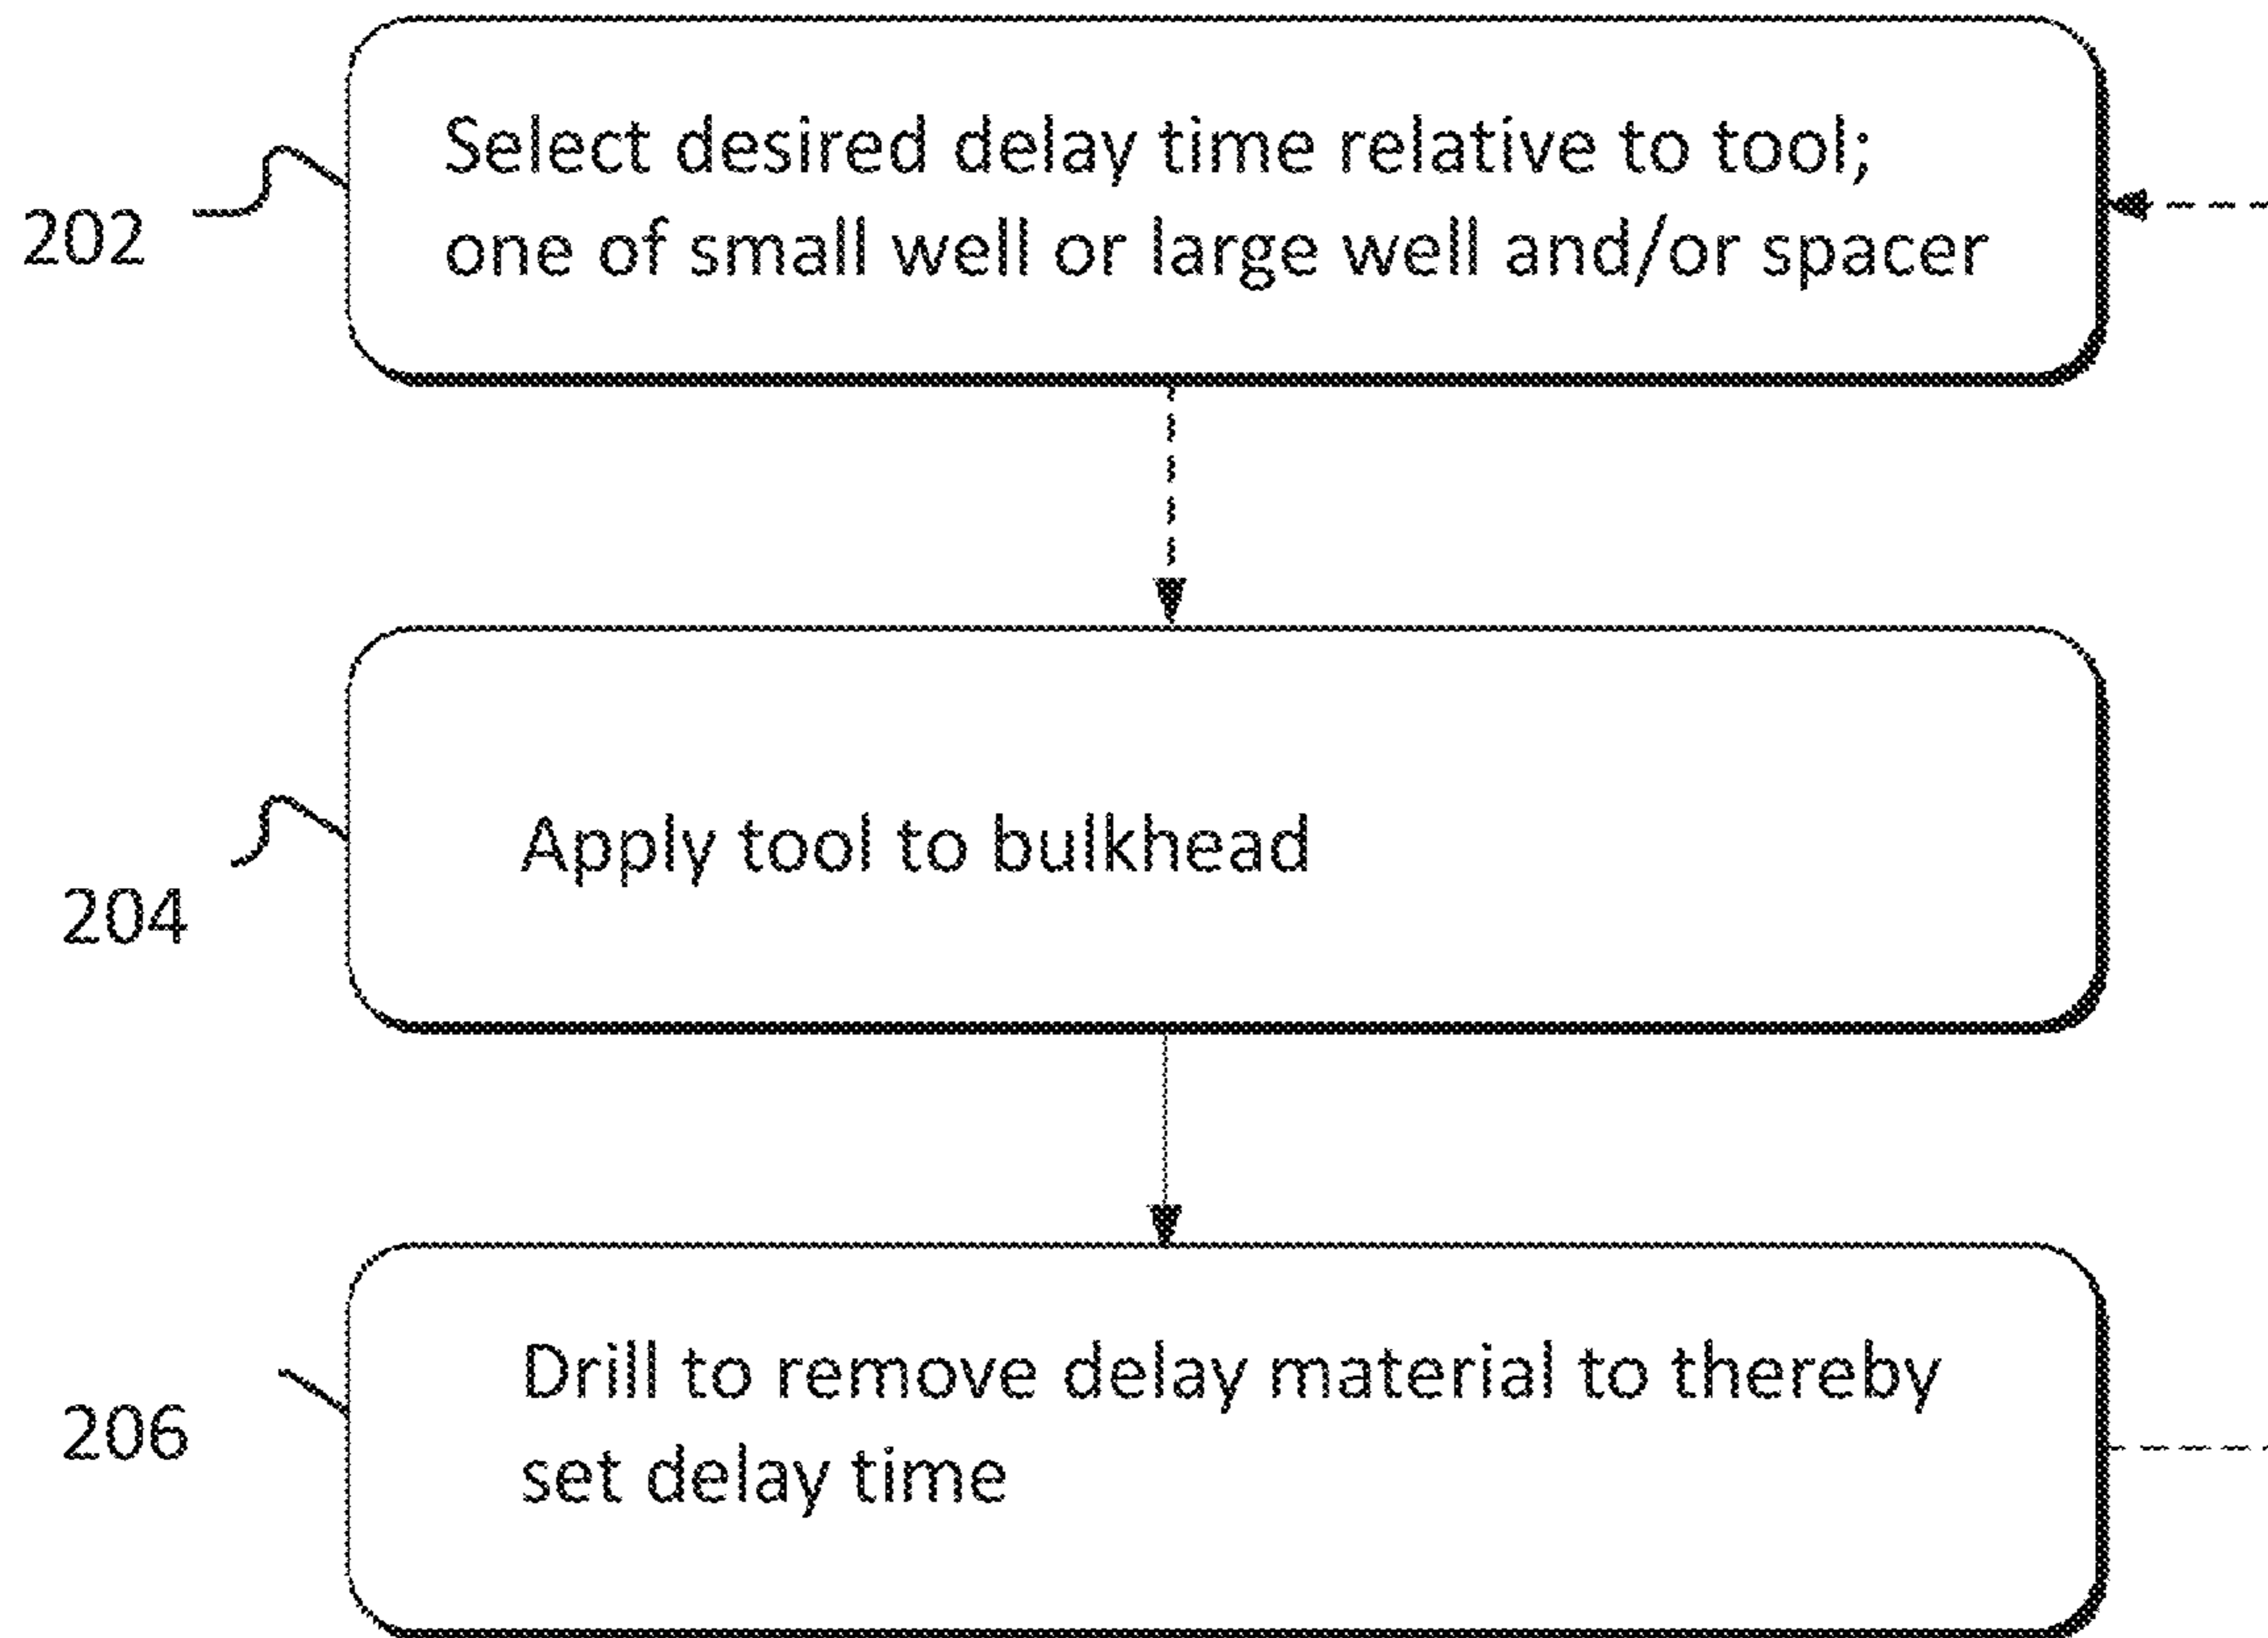 Select desired delay time relative to tool;
one of small well or large well and/or spacer
202
Apply tool to bulkhead
204
Drill to remove delay material to thereby
set delay time
206